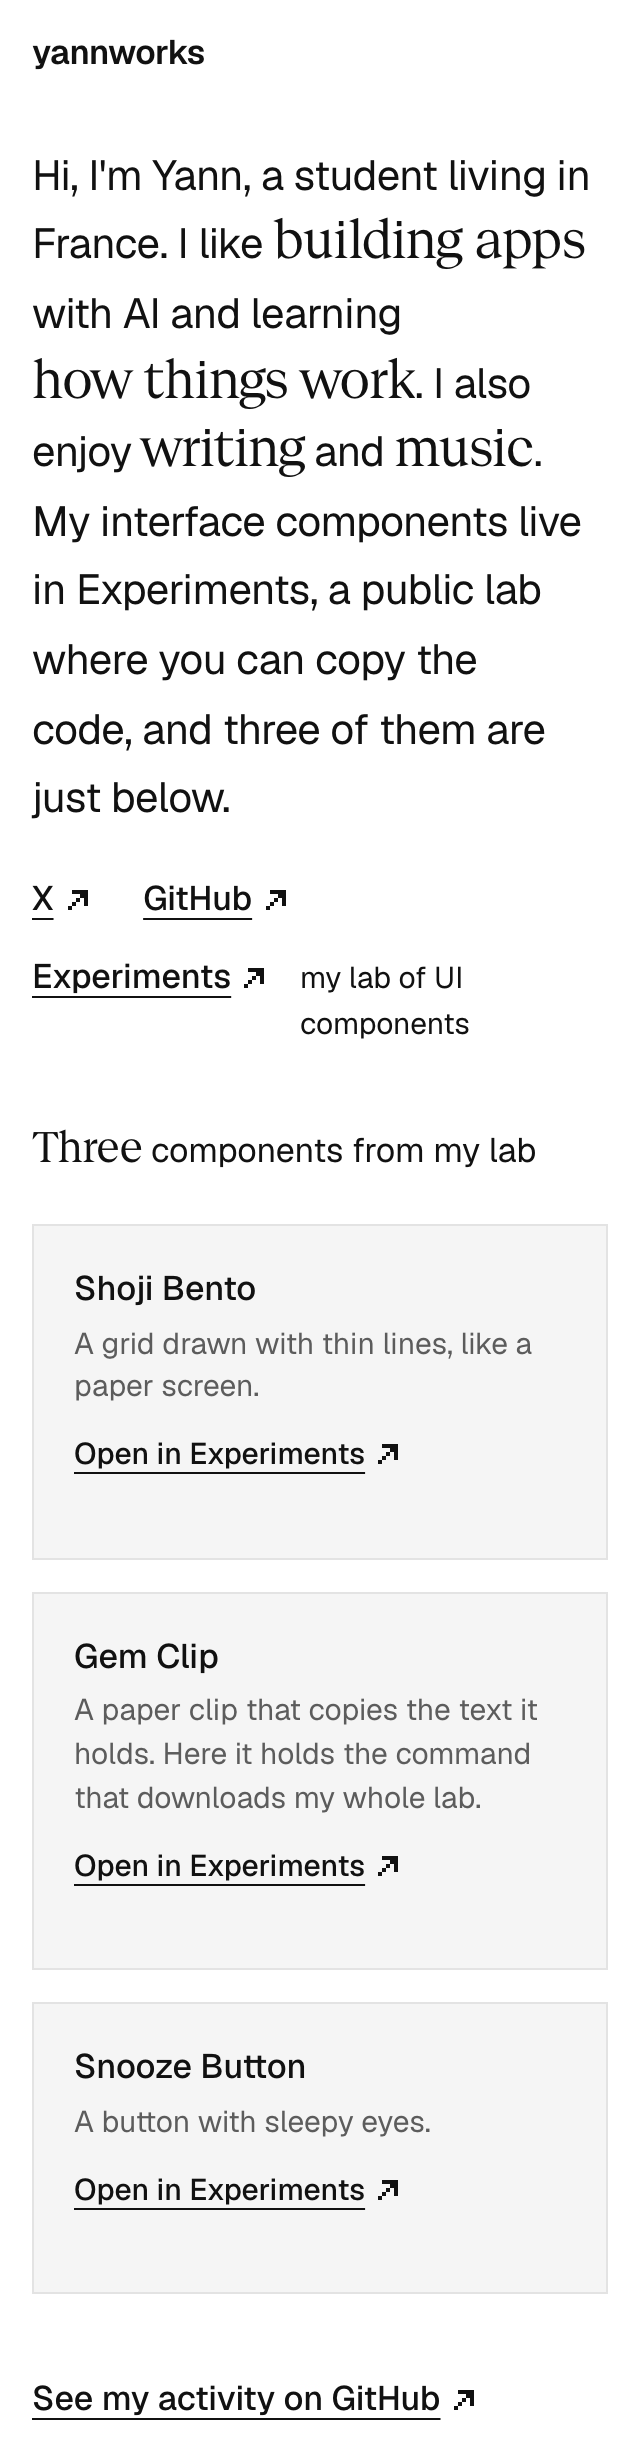 yannworks
Hi, I'm Yann, a student living in
France. I like building apps
with AI and learning
how things work. I also
enjoy writing and music.
My interface components live
in Experiments, a public lab
where you can copy the
code, and three of them are
just below.
X GitHub
Experiments my lab of UI
components
Three components from my lab
Shoji Bento
A grid drawn with thin lines, like a
paper screen.
Open in Experiments
Gem Clip
A paper clip that copies the text it
holds. Here it holds the command
that downloads my whole lab.
Open in Experiments
Snooze Button
A button with sleepy eyes.
Open in Experiments
See my activity on GitHub